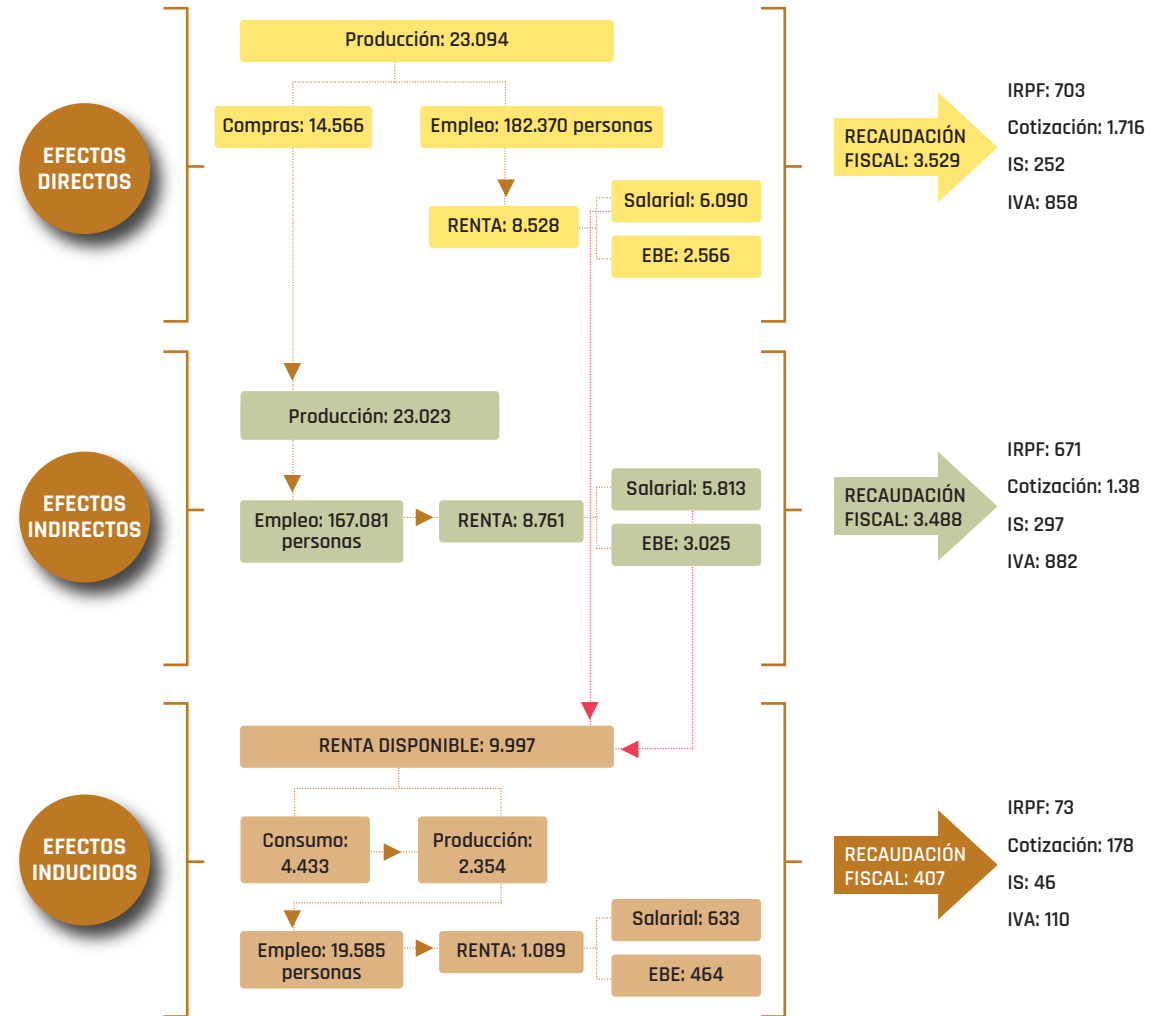 EFECTOS
DIRECTOS
Producción: 23.094
Compras: 14.566
Empleo: 182.370 personas
RENTA: 8.528
Salarial: 6.090
EBE: 2.566
RECAUDACIÓN
FISCAL: 3.529
IRPF: 703
Cotización: 1.716
IS: 252
IVA: 858
EFECTOS
INDIRECTOS
Producción: 23.023
Empleo: 167.081
personas
RENTA: 8.761
Salarial: 5.813
EBE: 3.025
RECAUDACIÓN
FISCAL: 3.488
IRPF: 671
Cotización: 1.38
IS: 297
IVA: 882
EFECTOS
INDUCIDOS
RENTA DISPONIBLE: 9.997
Consumo:
4.433
Producción:
2.354
Empleo: 19.585
personas
RENTA: 1.089
Salarial: 633
EBE: 464
RECAUDACIÓN
FISCAL: 407
IRPF: 73
Cotización: 178
IS: 46
IVA: 110